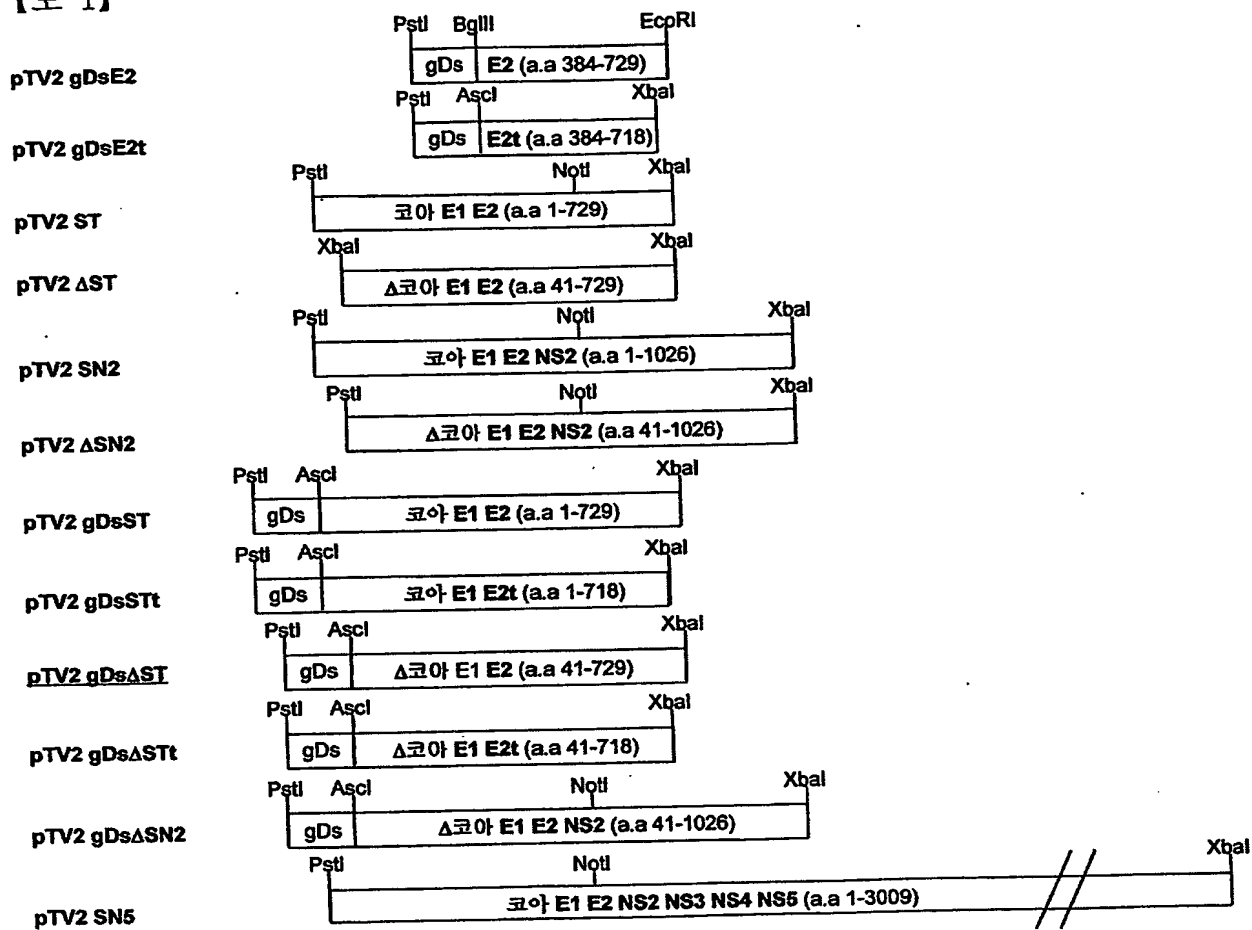 【표 1】
PstI BglII EcoRI
pTV2 gDsE2 gDs E2 (a.a 384-729)
PstI AscI XbaI
pTV2 gDsE2t gDs E2t (a.a 384-718)
PstI NotI XbaI
pTV2 ST 코아 E1 E2 (a.a 1-729)
XbaI XbaI
pTV2 ΔST Δ코아 E1 E2 (a.a 41-729)
PstI NotI XbaI
pTV2 SN2 코아 E1 E2 NS2 (a.a 1-1026)
PstI NotI XbaI
pTV2 ΔSN2 Δ코아 E1 E2 NS2 (a.a 41-1026)
PstI AscI XbaI
pTV2 gDsST gDs 코아 E1 E2 (a.a 1-729)
PstI AscI XbaI
pTV2 gDsSTt gDs 코아 E1 E2t (a.a 1-718)
PstI AscI XbaI
pTV2 gDsΔST gDs Δ코아 E1 E2 (a.a 41-729)
PstI AscI XbaI
pTV2 gDsΔSTt gDs Δ코아 E1 E2t (a.a 41-718)
PstI AscI NotI XbaI
pTV2 gDsΔSN2 gDs Δ코아 E1 E2 NS2 (a.a 41-1026)
PstI NotI XbaI
pTV2 SN5 코아 E1 E2 NS2 NS3 NS4 NS5 (a.a 1-3009)